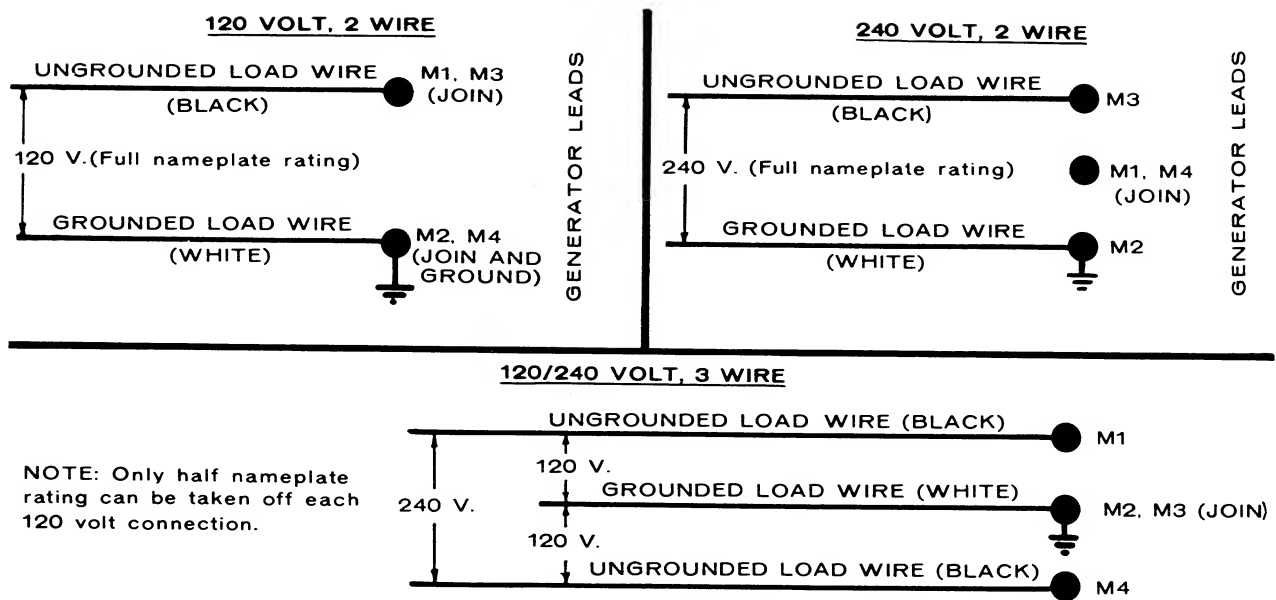 120 VOLT, 2 WIRE
UNGROUNDED LOAD WIRE
(BLACK)
M1, M3
(JOIN)
120 V.(Full nameplate rating)
GROUNDED LOAD WIRE
(WHITE)
M2, M4
(JOIN AND
GROUND)
GENERATOR LEADS
240 VOLT, 2 WIRE
UNGROUNDED LOAD WIRE
(BLACK)
M3
240 V. (Full nameplate rating)
M1, M4
(JOIN)
GROUNDED LOAD WIRE
(WHITE)
M2
GENERATOR LEADS
120/240 VOLT, 3 WIRE
NOTE: Only half nameplate
rating can be taken off each
120 volt connection.
UNGROUNDED LOAD WIRE (BLACK)
M1
120 V.
240 V.
GROUNDED LOAD WIRE (WHITE)
M2, M3 (JOIN)
120 V.
UNGROUNDED LOAD WIRE (BLACK)
M4